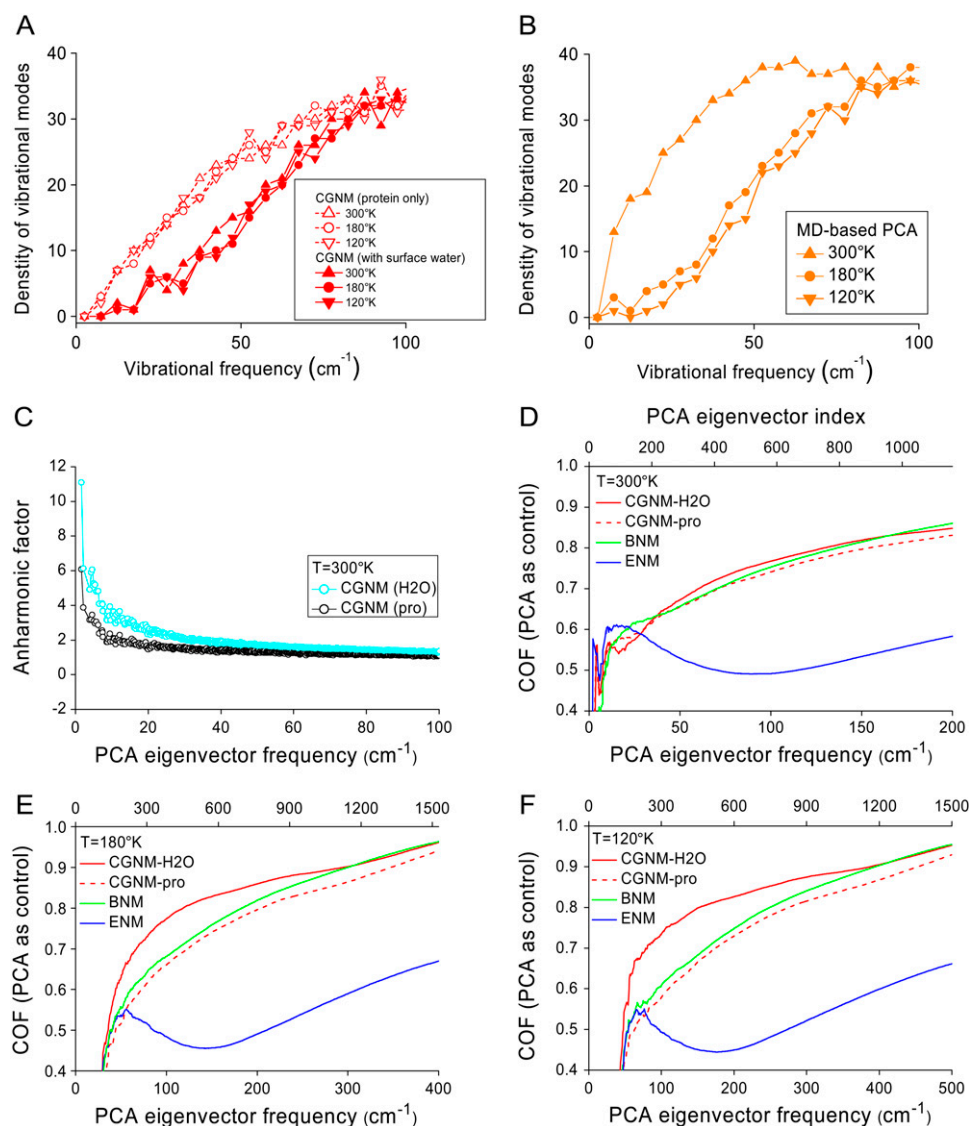 A
Density of vibrational modes
40
30
20
10
0
0
50
100
Vibrational frequency (cm⁻¹)
CGNM (protein only)
300°K
180°K
120°K
CGNM (with surface water)
300°K
180°K
120°K
B
Density of vibrational modes
40
30
20
10
0
0
20
40
60
80
100
Vibrational frequency (cm⁻¹)
MD-based PCA
300°K
180°K
120°K
C
Anharmonic factor
12
10
8
6
4
2
0
-2
0
20
40
60
80
100
PCA eigenvector frequency (cm⁻¹)
T=300°K
CGNM (H2O)
CGNM (pro)
D
PCA eigenvector index
0
200
400
600
800
1000
COF (PCA as control)
1.0
0.9
0.8
0.7
0.6
0.5
0.4
T=300°K
CGNM-H2O
CGNM-pro
BNM
ENM
0
50
100
150
200
PCA eigenvector frequency (cm⁻¹)
E
0
300
600
900
1200
1500
COF (PCA as control)
1.0
0.9
0.8
0.7
0.6
0.5
0.4
T=180°K
CGNM-H2O
CGNM-pro
BNM
ENM
0
100
200
300
400
PCA eigenvector frequency (cm⁻¹)
F
0
300
600
900
1200
1500
COF (PCA as control)
1.0
0.9
0.8
0.7
0.6
0.5
0.4
T=120°K
CGNM-H2O
CGNM-pro
BNM
ENM
0
100
200
300
400
500
PCA eigenvector frequency (cm⁻¹)